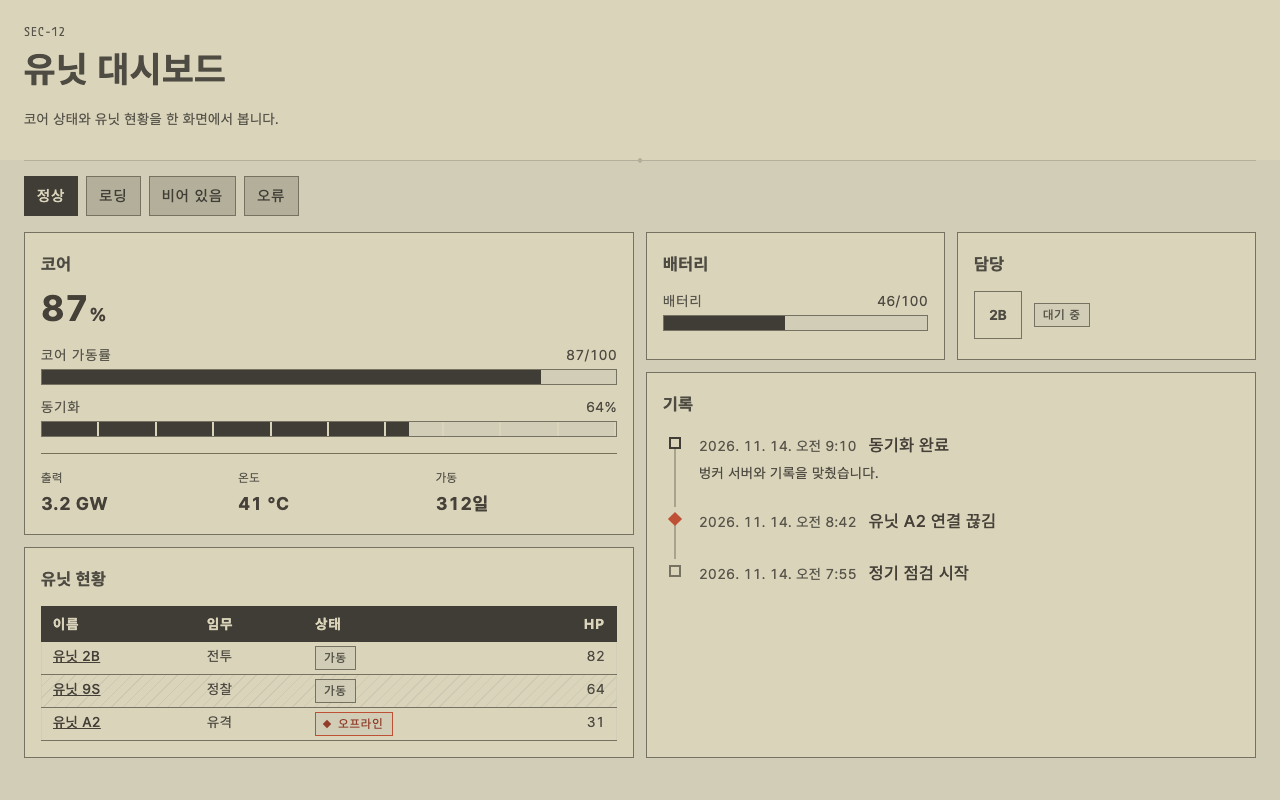 SEC-12
유닛 대시보드
코어 상태와 유닛 현황을 한 화면에서 봅니다.
정상 로딩 비어 있음 오류
코어
87%
코어 가동률 87/100
동기화 64%
출력 온도 가동
3.2 GW 41 °C 312일
배터리
배터리 46/100
담당
2B 대기 중
유닛 현황
이름 임무 상태 HP
유닛 2B 전투 가동 82
유닛 9S 정찰 가동 64
유닛 A2 유격 오프라인 31
기록
2026. 11. 14. 오전 9:10 동기화 완료
벙커 서버와 기록을 맞췄습니다.
2026. 11. 14. 오전 8:42 유닛 A2 연결 끊김
2026. 11. 14. 오전 7:55 정기 점검 시작